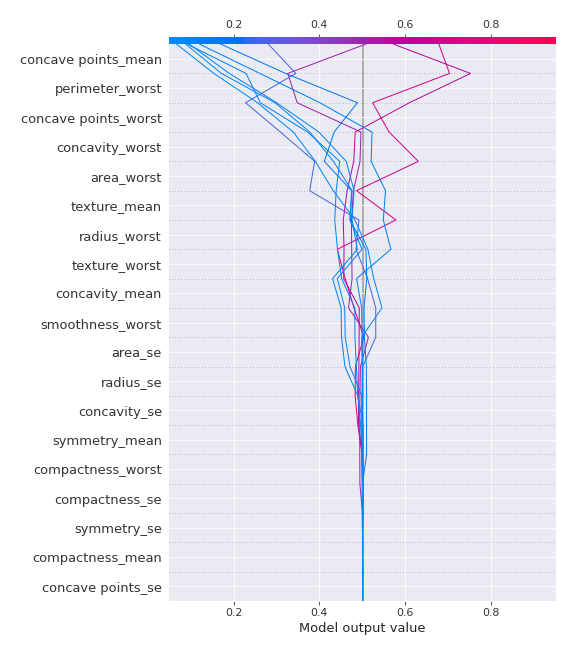 0.2 0.4 0.6 0.8
concave points_mean
perimeter_worst
concave points_worst
concavity_worst
area_worst
texture_mean
radius_worst
texture_worst
concavity_mean
smoothness_worst
area_se
radius_se
concavity_se
symmetry_mean
compactness_worst
compactness_se
symmetry_se
compactness_mean
concave points_se
0.2 0.4 0.6 0.8
Model output value